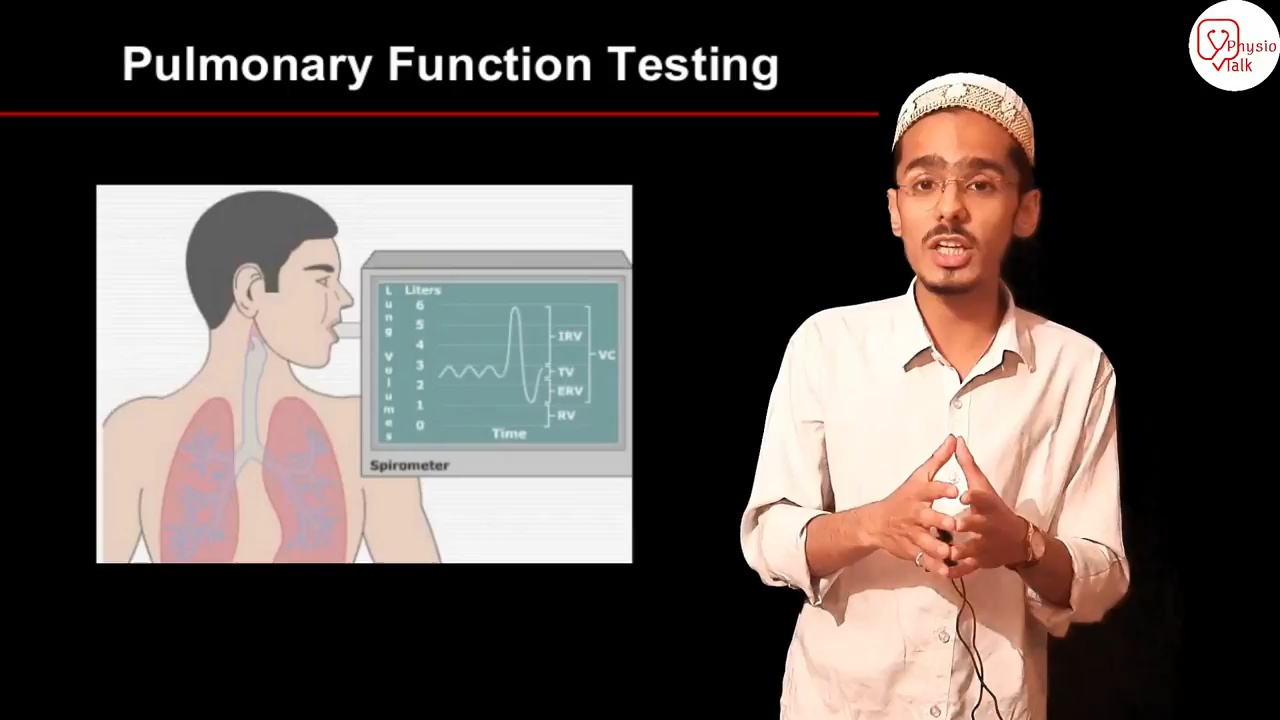 Pulmonary Function Testing
Physio
Talk
Lung Volumes
Liters
6
5
4
3
2
1
0
IRV
VC
TV
ERV
RV
Time
Spirometer